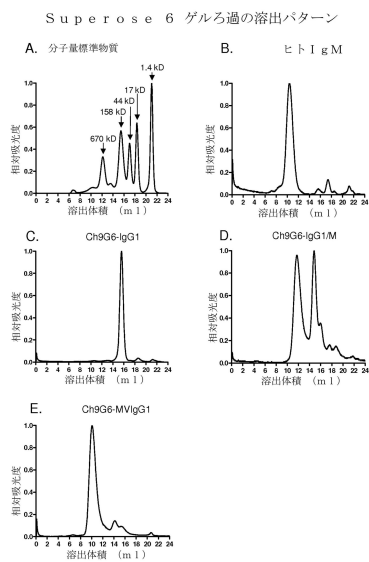 Ｓｕｐｅｒｏｓｅ　６　ゲルろ過の溶出パターン
A. 分子量標準物質
1.4 kD
17 kD
44 kD
158 kD
670 kD
相対吸光度
1.0
0.8
0.6
0.4
0.2
0.0
0 2 4 6 8 10 12 14 16 18 20 22 24
溶出体積　（ｍｌ）
B. ヒトＩｇＭ
相対吸光度
1.0
0.8
0.6
0.4
0.2
0.0
0 2 4 6 8 10 12 14 16 18 20 22 24
溶出体積　（ｍｌ）
C. Ch9G6-IgG1
相対吸光度
1.0
0.8
0.6
0.4
0.2
0.0
0 2 4 6 8 10 12 14 16 18 20 22 24
溶出体積　（ｍｌ）
D. Ch9G6-IgG1/M
相対吸光度
1.0
0.8
0.6
0.4
0.2
0.0
0 2 4 6 8 10 12 14 16 18 20 22 24
溶出体積　（ｍｌ）
E. Ch9G6-MVIgG1
相対吸光度
1.0
0.8
0.6
0.4
0.2
0.0
0 2 4 6 8 10 12 14 16 18 20 22 24
溶出体積　（ｍｌ）